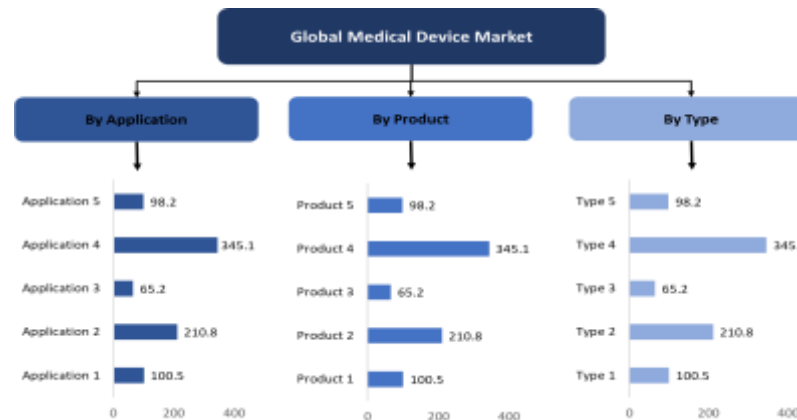 Global Medical Device Market
By Application
By Product
By Type
Application 5 98.2
Application 4 345.1
Application 3 65.2
Application 2 210.8
Application 1 100.5
0 200 400
Product 5 98.2
Product 4 345.1
Product 3 65.2
Product 2 210.8
Product 1 100.5
0 200 400
Type 5 98.2
Type 4 345
Type 3 65.2
Type 2 210.8
Type 1 100.5
0 200 400